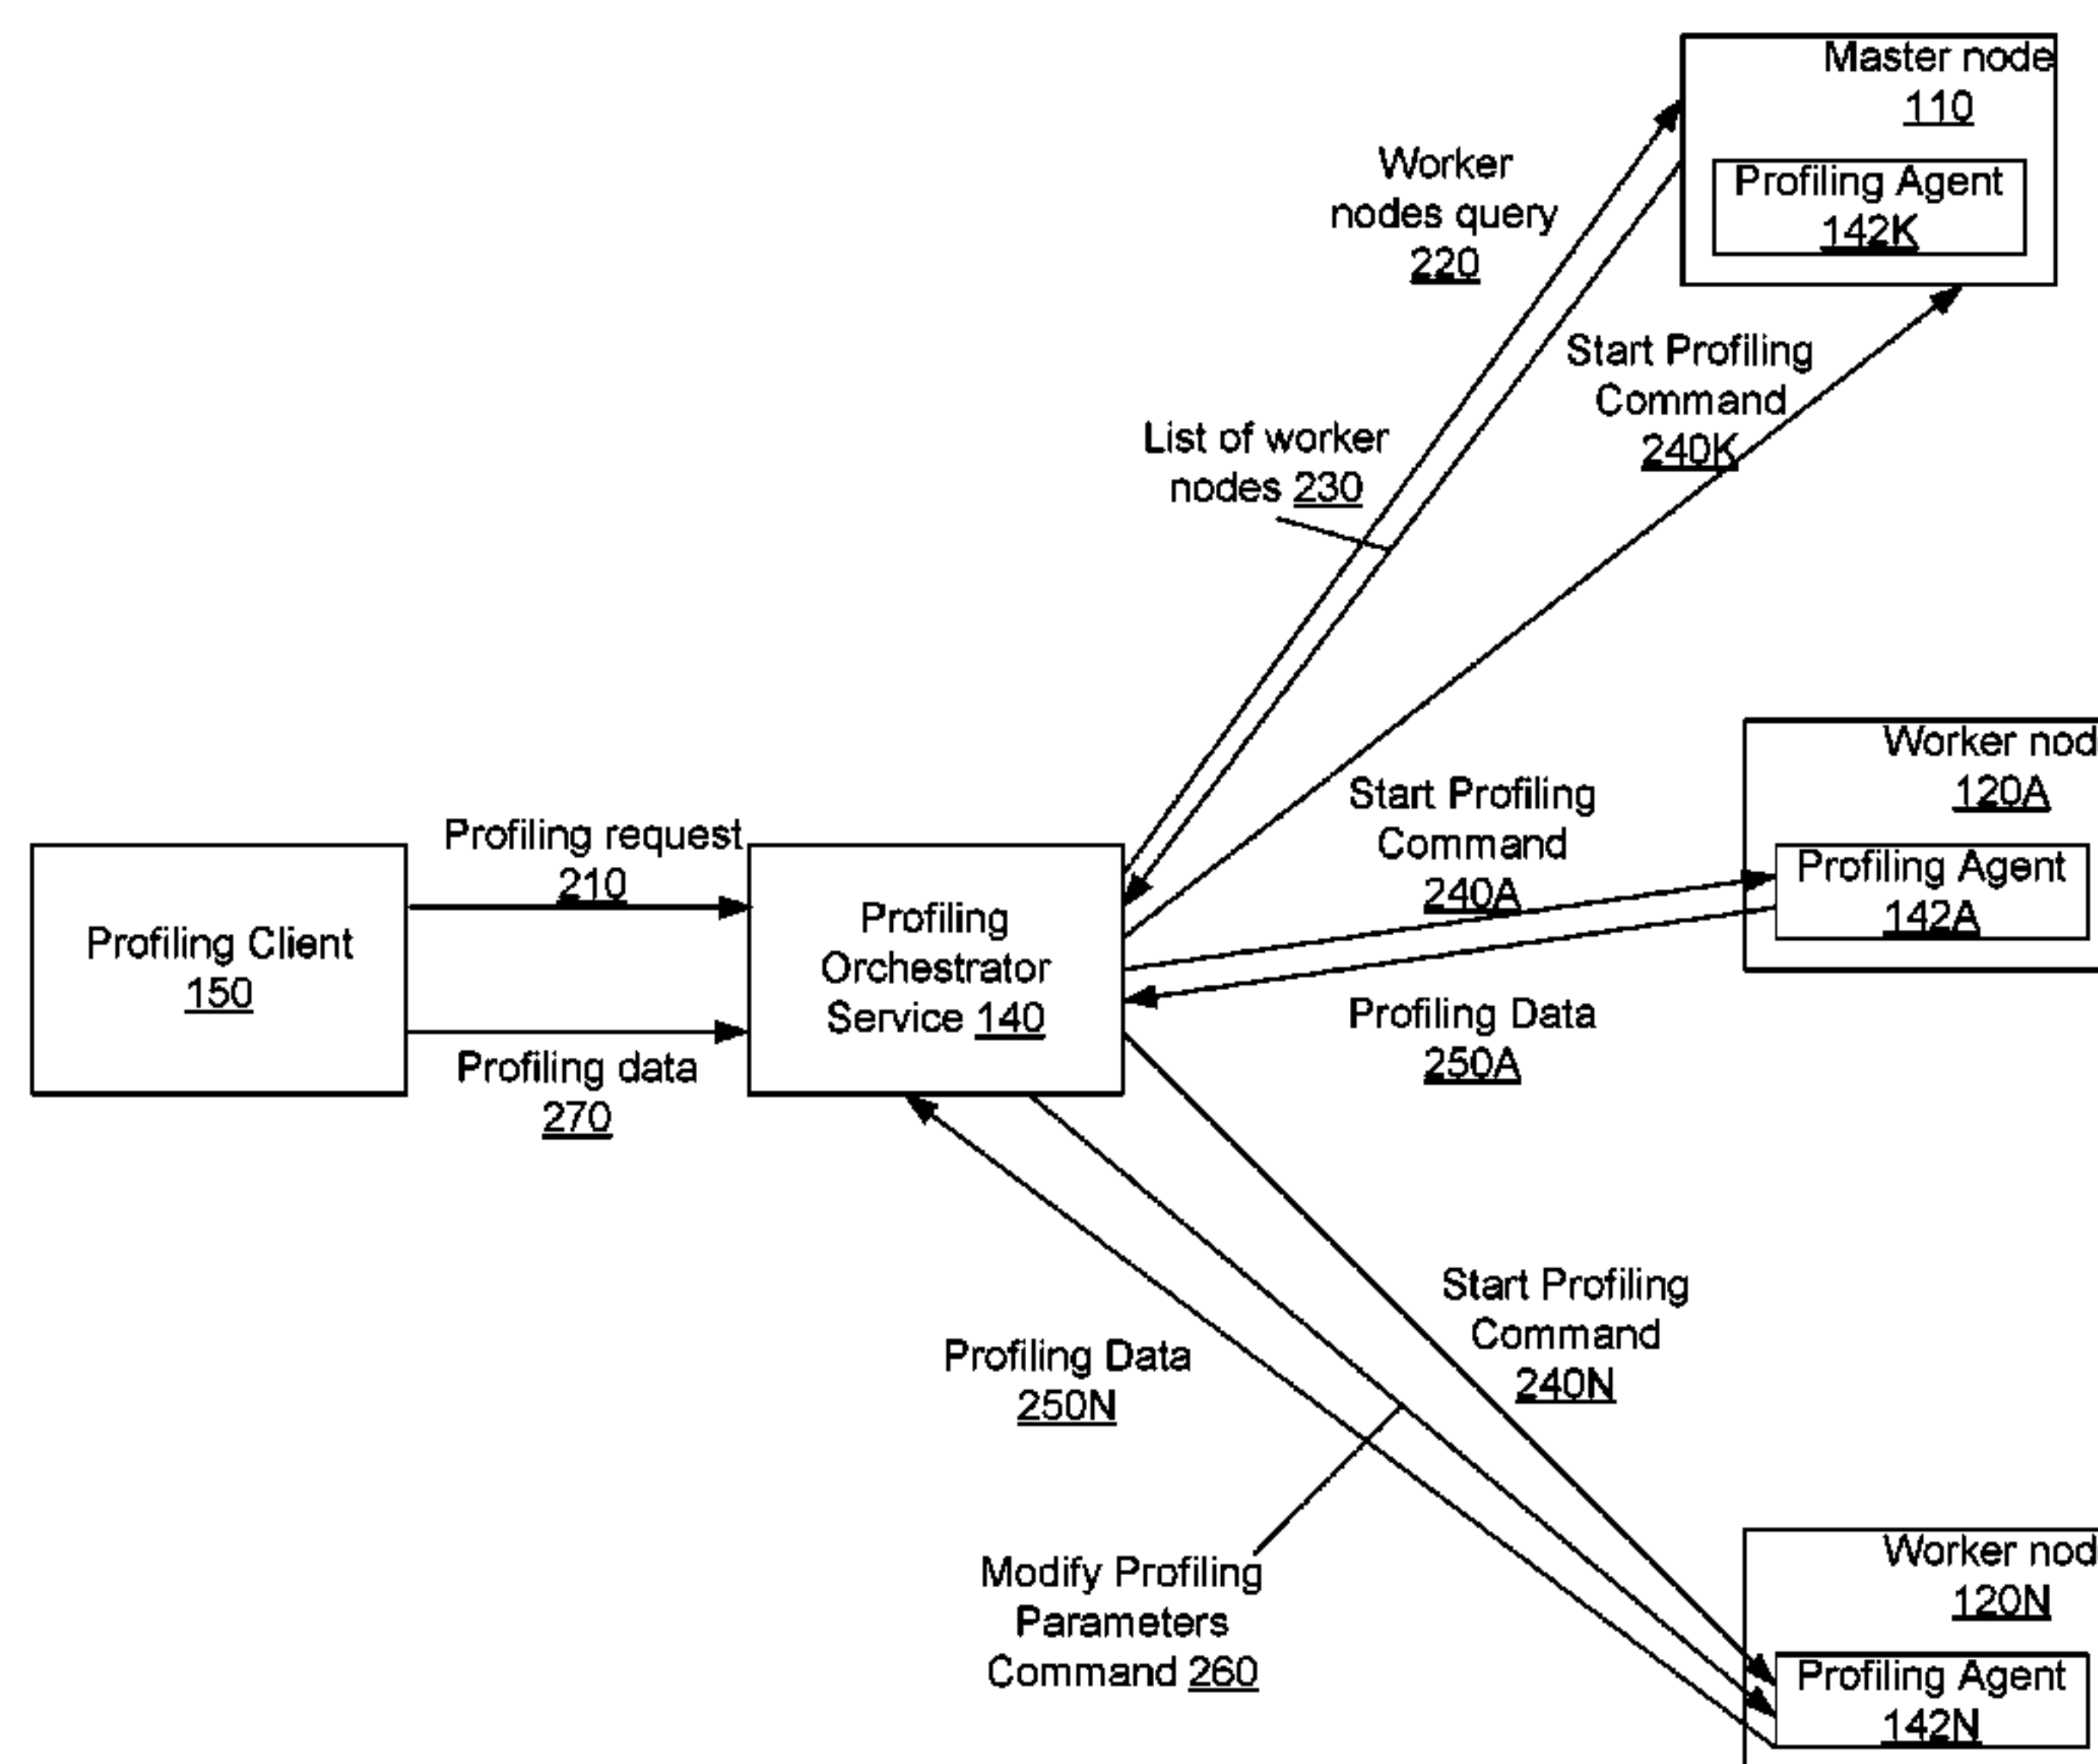 Master node
110
Profiling Agent
142K
Worker
nodes query
220
Start Profiling
Command
240K
List of worker
nodes 230
Worker nod
120A
Profiling Agent
142A
Start Profiling
Command
240A
Profiling request
210
Profiling Client
150
Profiling
Orchestrator
Service 140
Profiling data
270
Profiling Data
250A
Start Profiling
Command
240N
Profiling Data
250N
Modify Profiling
Parameters
Command 260
Worker nod
120N
Profiling Agent
142N